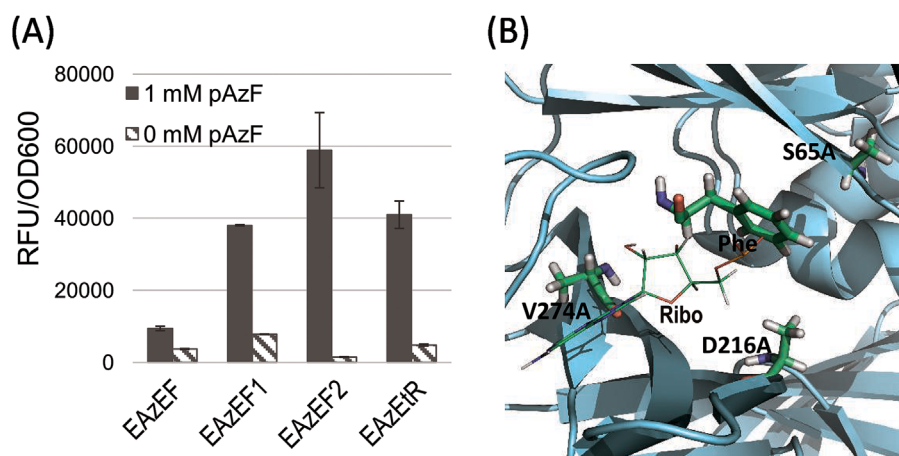 (A)
RFU/OD600
80000
60000
40000
20000
0
1 mM pAzF
0 mM pAzF
EAzEF
EAzEF1
EAzEF2
EAzEtR
(B)
S65A
Phe
V274A
Ribo
D216A